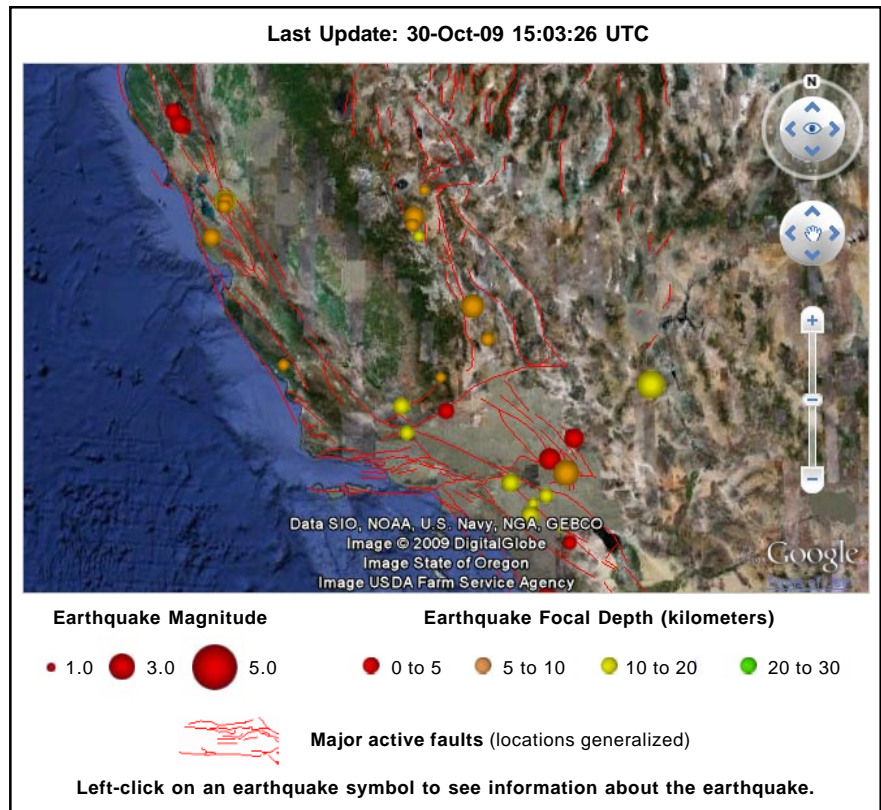 Last Update: 30-Oct-09 15:03:26 UTC
N
Data SIO, NOAA, U.S. Navy, NGA, GEBCO
Image © 2009 DigitalGlobe
Image State of Oregon
Image USDA Farm Service Agency
Google
Earthquake Magnitude
1.0 3.0 5.0
Earthquake Focal Depth (kilometers)
0 to 5 5 to 10 10 to 20 20 to 30
Major active faults (locations generalized)
Left-click on an earthquake symbol to see information about the earthquake.